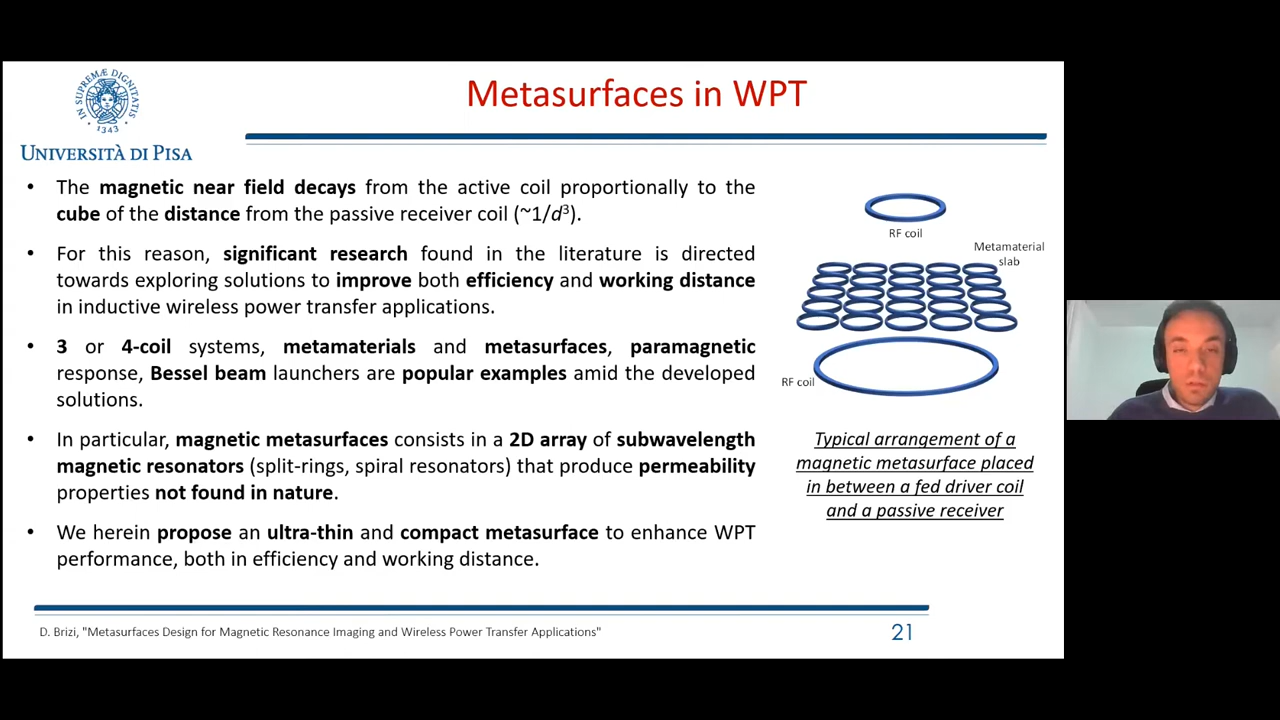 IN SUPREMÆ DIGNITATIS
1343
UNIVERSITÀ DI PISA
Metasurfaces in WPT
• The magnetic near field decays from the active coil proportionally to the
cube of the distance from the passive receiver coil (~1/d³).
• For this reason, significant research found in the literature is directed
towards exploring solutions to improve both efficiency and working distance
in inductive wireless power transfer applications.
• 3 or 4-coil systems, metamaterials and metasurfaces, paramagnetic
response, Bessel beam launchers are popular examples amid the developed
solutions.
• In particular, magnetic metasurfaces consists in a 2D array of subwavelength
magnetic resonators (split-rings, spiral resonators) that produce permeability
properties not found in nature.
• We herein propose an ultra-thin and compact metasurface to enhance WPT
performance, both in efficiency and working distance.
RF coil
Metamaterial
slab
RF coil
Typical arrangement of a
magnetic metasurface placed
in between a fed driver coil
and a passive receiver
D. Brizi, "Metasurfaces Design for Magnetic Resonance Imaging and Wireless Power Transfer Applications"
21